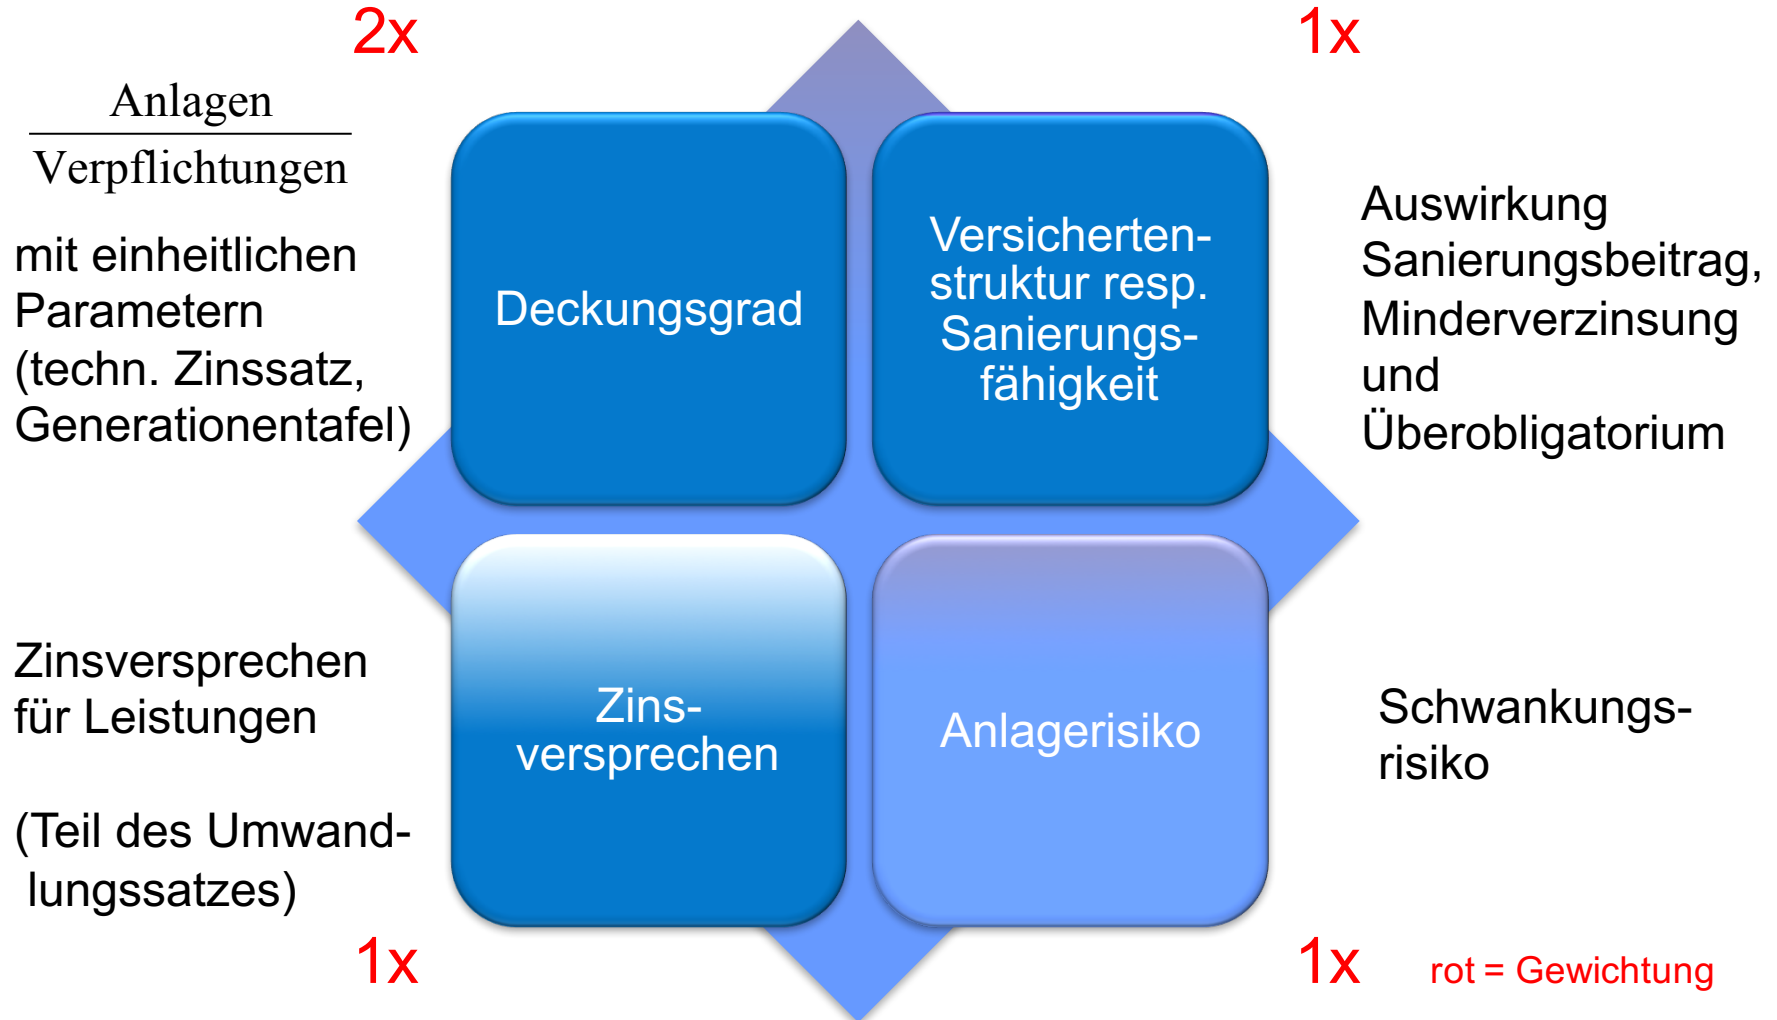 2x
1x
Anlagen
Verpflichtungen
mit einheitlichen
Parametern
(techn. Zinssatz,
Generationentafel)
Deckungsgrad
Versicherten-
struktur resp.
Sanierungs-
fähigkeit
Auswirkung
Sanierungsbeitrag,
Minderverzinsung
und
Überobligatorium
Zinsversprechen
für Leistungen
(Teil des Umwand-
lungssatzes)
Zins-
versprechen
Anlagerisiko
Schwankungs-
risiko
1x
1x
rot = Gewichtung